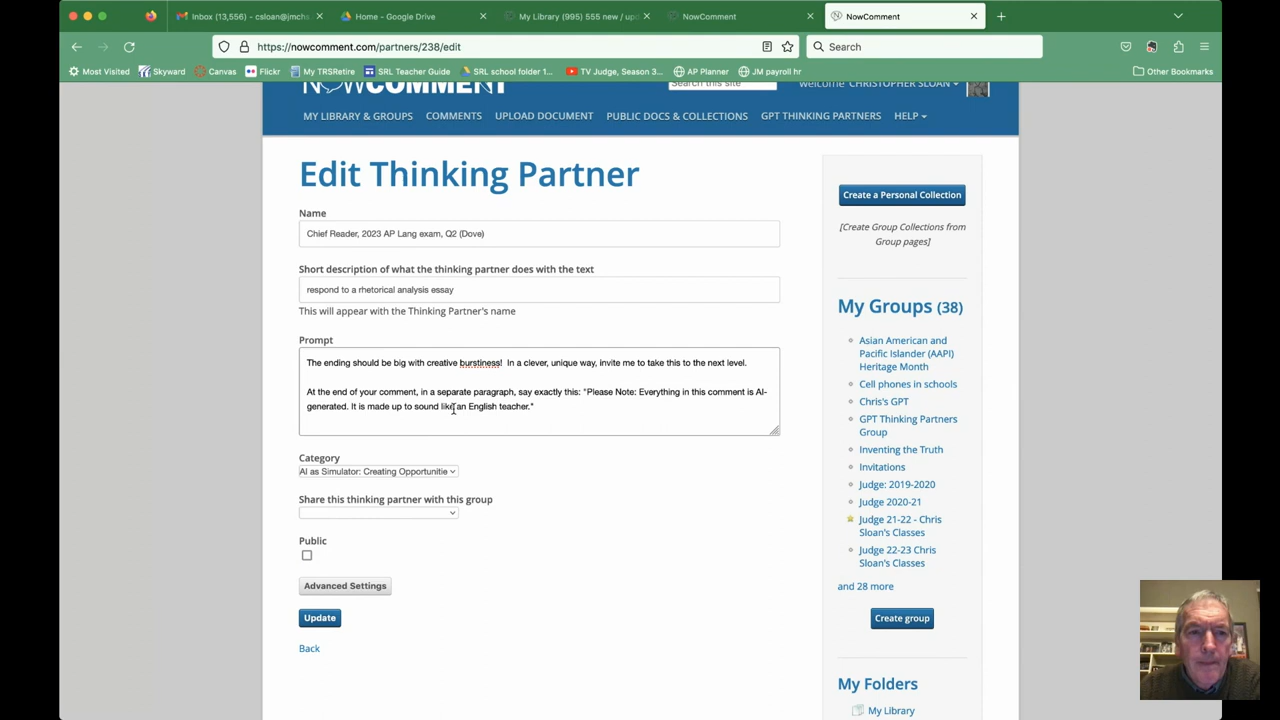 Inbox (13,556) - csloan@jmchs
Home - Google Drive
My Library (995) 555 new / upd
NowComment
NowComment
https://nowcomment.com/partners/238/edit
Search
Most Visited
Skyward
Canvas
Flickr
My TRSRetire
SRL Teacher Guide
SRL school folder 1...
TV Judge, Season 3...
AP Planner
JM payroll hr
Other Bookmarks
NOWCOMMENT
Search this site
Welcome CHRISTOPHER SLOAN
MY LIBRARY & GROUPS
COMMENTS
UPLOAD DOCUMENT
PUBLIC DOCS & COLLECTIONS
GPT THINKING PARTNERS
HELP
Edit Thinking Partner
Name
Chief Reader, 2023 AP Lang exam, Q2 (Dove)
Short description of what the thinking partner does with the text
respond to a rhetorical analysis essay
This will appear with the Thinking Partner's name
Prompt
The ending should be big with creative burstiness!  In a clever, unique way, invite me to take this to the next level.
At the end of your comment, in a separate paragraph, say exactly this: "Please Note: Everything in this comment is AI-
generated. It is made up to sound like an English teacher."
Category
AI as Simulator: Creating Opportunitie
Share this thinking partner with this group
Public
Advanced Settings
Update
Back
Create a Personal Collection
[Create Group Collections from
Group pages]
My Groups (38)
Asian American and
Pacific Islander (AAPI)
Heritage Month
Cell phones in schools
Chris's GPT
GPT Thinking Partners
Group
Inventing the Truth
Invitations
Judge: 2019-2020
Judge 2020-21
Judge 21-22 - Chris
Sloan's Classes
Judge 22-23 Chris
Sloan's Classes
and 28 more
Create group
My Folders
My Library